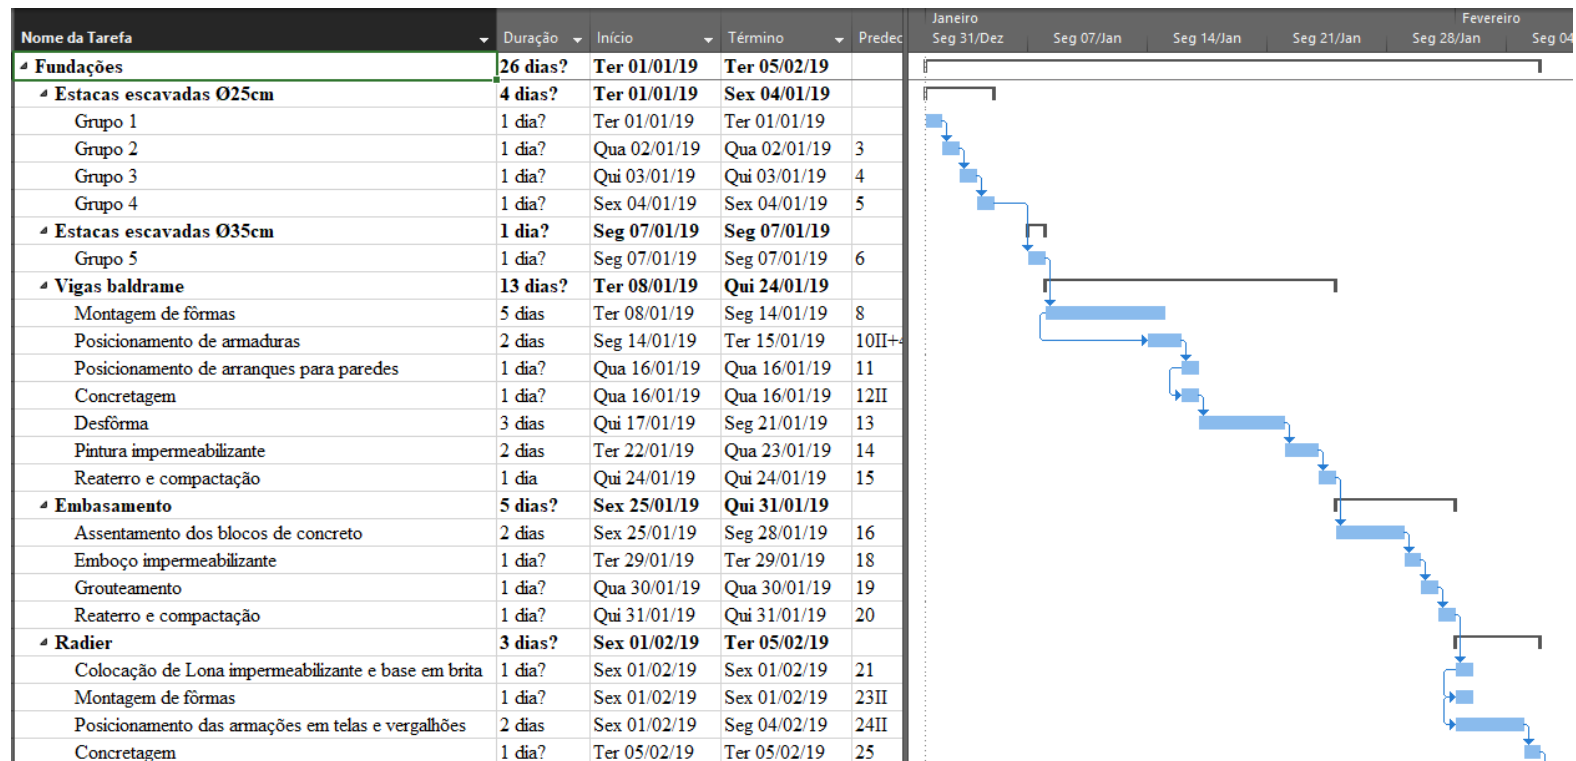 Janeiro Fevereiro
Nome da Tarefa Duração Início Término Predec Seg 31/Dez Seg 07/Jan Seg 14/Jan Seg 21/Jan Seg 28/Jan Seg 04
Fundações 26 dias? Ter 01/01/19 Ter 05/02/19
Estacas escavadas Ø25cm 4 dias? Ter 01/01/19 Sex 04/01/19
Grupo 1 1 dia? Ter 01/01/19 Ter 01/01/19
Grupo 2 1 dia? Qua 02/01/19 Qua 02/01/19 3
Grupo 3 1 dia? Qui 03/01/19 Qui 03/01/19 4
Grupo 4 1 dia? Sex 04/01/19 Sex 04/01/19 5
Estacas escavadas Ø35cm 1 dia? Seg 07/01/19 Seg 07/01/19
Grupo 5 1 dia? Seg 07/01/19 Seg 07/01/19 6
Vigas baldrame 13 dias? Ter 08/01/19 Qui 24/01/19
Montagem de fôrmas 5 dias Ter 08/01/19 Seg 14/01/19 8
Posicionamento de armaduras 2 dias Seg 14/01/19 Ter 15/01/19 10II+4
Posicionamento de arranques para paredes 1 dia? Qua 16/01/19 Qua 16/01/19 11
Concretagem 1 dia? Qua 16/01/19 Qua 16/01/19 12II
Desfôrma 3 dias Qui 17/01/19 Seg 21/01/19 13
Pintura impermeabilizante 2 dias Ter 22/01/19 Qua 23/01/19 14
Reaterro e compactação 1 dia Qui 24/01/19 Qui 24/01/19 15
Embasamento 5 dias? Sex 25/01/19 Qui 31/01/19
Assentamento dos blocos de concreto 2 dias Sex 25/01/19 Seg 28/01/19 16
Emboço impermeabilizante 1 dia? Ter 29/01/19 Ter 29/01/19 18
Grouteamento 1 dia? Qua 30/01/19 Qua 30/01/19 19
Reaterro e compactação 1 dia? Qui 31/01/19 Qui 31/01/19 20
Radier 3 dias? Sex 01/02/19 Ter 05/02/19
Colocação de Lona impermeabilizante e base em brita 1 dia? Sex 01/02/19 Sex 01/02/19 21
Montagem de fôrmas 1 dia? Sex 01/02/19 Sex 01/02/19 23II
Posicionamento das armações em telas e vergalhões 2 dias Sex 01/02/19 Seg 04/02/19 24II
Concretagem 1 dia? Ter 05/02/19 Ter 05/02/19 25